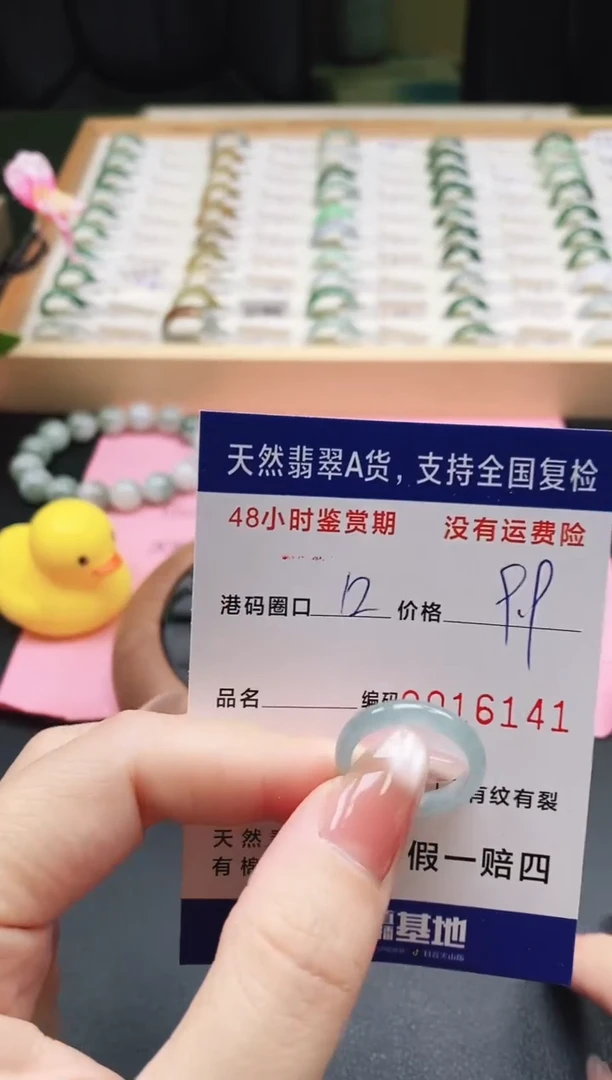 天然翡翠A货，支持全国复检
48小时鉴赏期 没有运费险
港码圈口 12 价格 P.P
品名 编码 0016141
有纹有裂
天然
有棉 假一赔四
基地